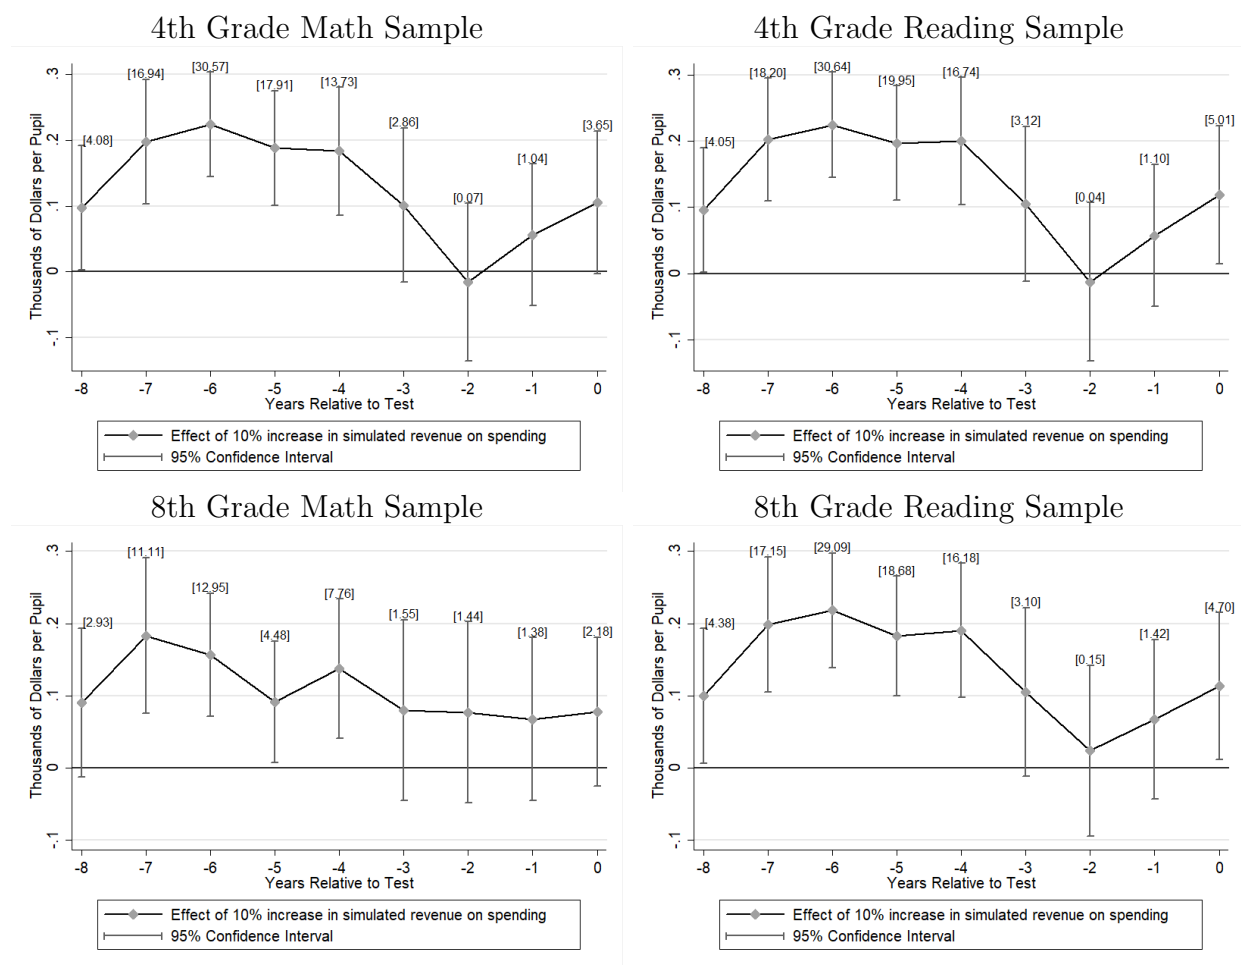 4th Grade Math Sample
Thousands of Dollars per Pupil
.3
.2
.1
0
-.1
[4.08]
[16.94]
[30.57]
[17.91]
[13.73]
[2.86]
[0.07]
[1.04]
[3.65]
-8 -7 -6 -5 -4 -3 -2 -1 0
Years Relative to Test
Effect of 10% increase in simulated revenue on spending
95% Confidence Interval
4th Grade Reading Sample
Thousands of Dollars per Pupil
.3
.2
.1
0
-.1
[4.05]
[18.20]
[30.64]
[19.95]
[16.74]
[3.12]
[0.04]
[1.10]
[5.01]
-8 -7 -6 -5 -4 -3 -2 -1 0
Years Relative to Test
Effect of 10% increase in simulated revenue on spending
95% Confidence Interval
8th Grade Math Sample
Thousands of Dollars per Pupil
.3
.2
.1
0
-.1
[2.93]
[11.11]
[12.95]
[4.48]
[7.76]
[1.55]
[1.44]
[1.38]
[2.18]
-8 -7 -6 -5 -4 -3 -2 -1 0
Years Relative to Test
Effect of 10% increase in simulated revenue on spending
95% Confidence Interval
8th Grade Reading Sample
Thousands of Dollars per Pupil
.3
.2
.1
0
-.1
[4.38]
[17.15]
[29.09]
[18.68]
[16.18]
[3.10]
[0.15]
[1.42]
[4.70]
-8 -7 -6 -5 -4 -3 -2 -1 0
Years Relative to Test
Effect of 10% increase in simulated revenue on spending
95% Confidence Interval